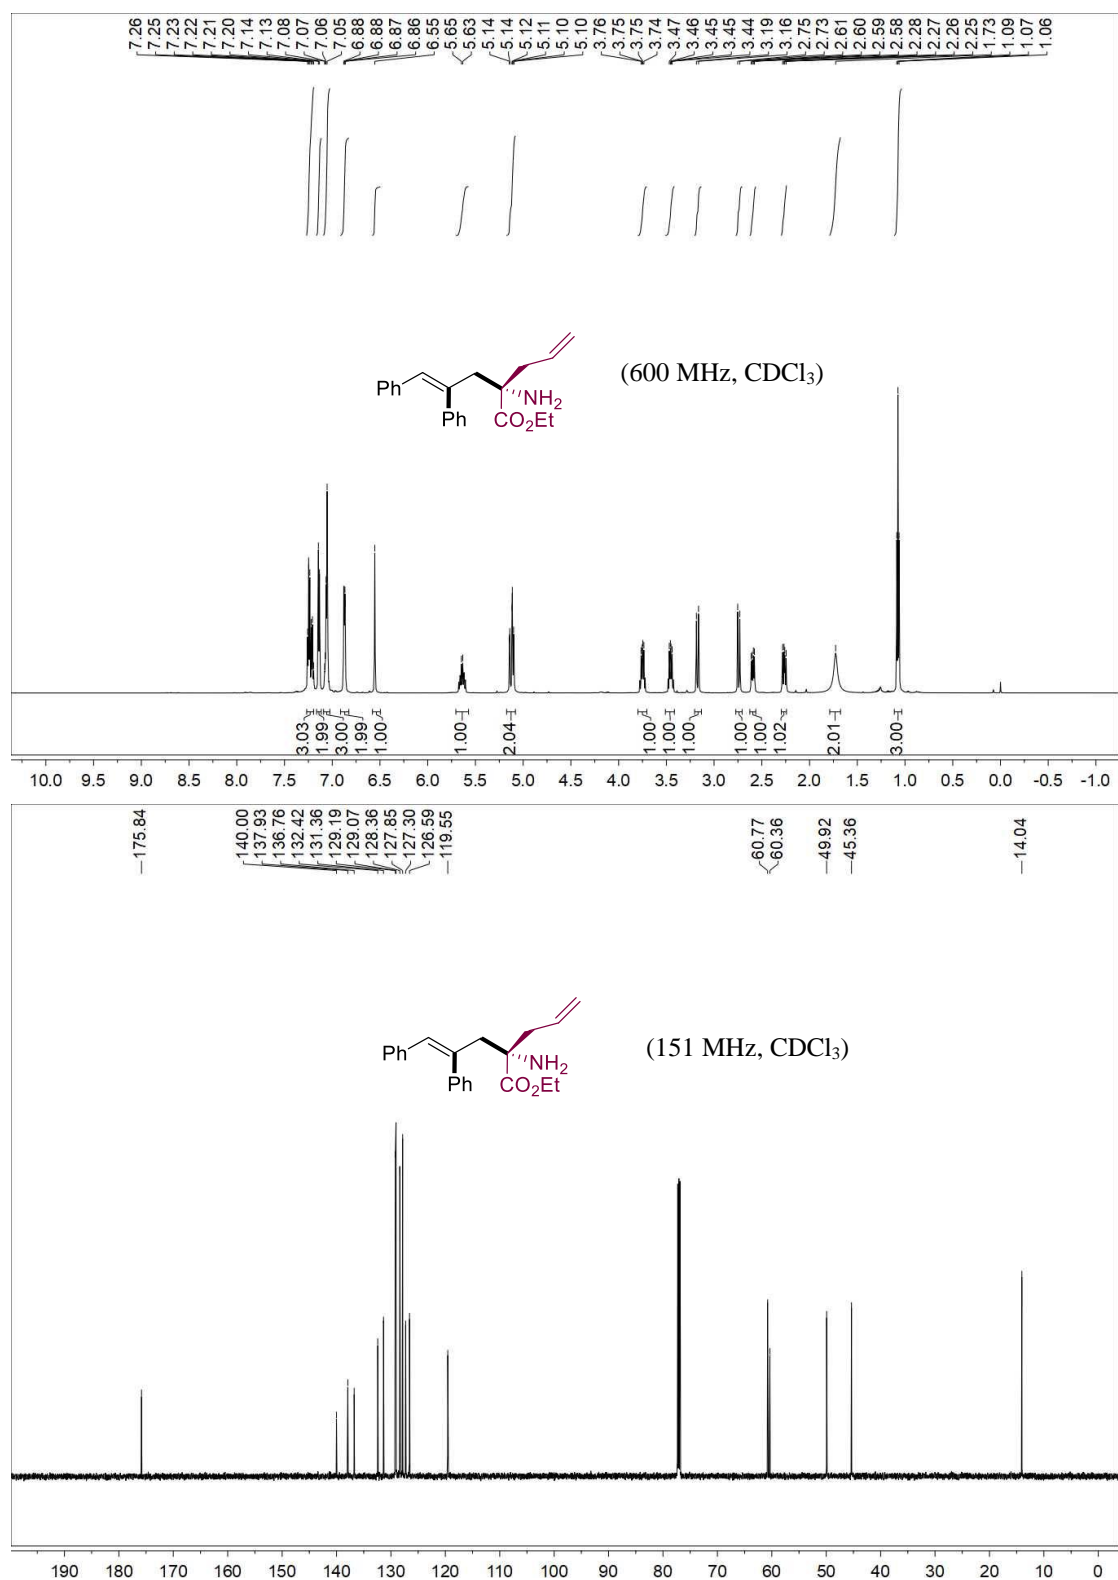 7.26 7.25 7.23 7.22 7.21 7.20 7.14 7.13 7.08 7.07 7.06 7.05 6.88 6.88 6.87 6.86 6.55 5.65 5.63 5.14 5.14 5.12 5.11 5.10 5.10 3.76 3.75 3.75 3.74 3.47 3.46 3.45 3.45 3.44 3.19 3.16 2.75 2.73 2.61 2.60 2.59 2.58 2.28 2.27 2.26 2.25 1.73 1.09 1.07 1.06
(600 MHz, CDCl3)
Ph
NH2
Ph
CO2Et
3.03 1.99 3.00 1.99 1.00 1.00 2.04 1.00 1.00 1.00 1.00 1.00 1.02 2.01 3.00
10.0 9.5 9.0 8.5 8.0 7.5 7.0 6.5 6.0 5.5 5.0 4.5 4.0 3.5 3.0 2.5 2.0 1.5 1.0 0.5 0.0 -0.5 -1.0
175.84 140.00 137.93 136.76 132.42 131.36 129.19 129.07 128.36 127.85 127.30 126.59 119.55 60.77 60.36 49.92 45.36 14.04
(151 MHz, CDCl3)
Ph
NH2
Ph
CO2Et
190 180 170 160 150 140 130 120 110 100 90 80 70 60 50 40 30 20 10 0